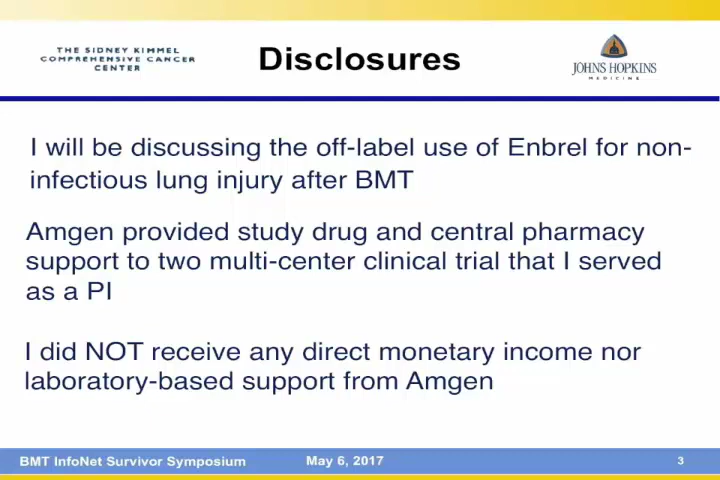 THE SIDNEY KIMMEL
COMPREHENSIVE CANCER
CENTER
Disclosures
JOHNS HOPKINS
MEDICINE
I will be discussing the off-label use of Enbrel for non-
infectious lung injury after BMT
Amgen provided study drug and central pharmacy
support to two multi-center clinical trial that I served
as a PI
I did NOT receive any direct monetary income nor
laboratory-based support from Amgen
BMT InfoNet Survivor Symposium
May 6, 2017
3